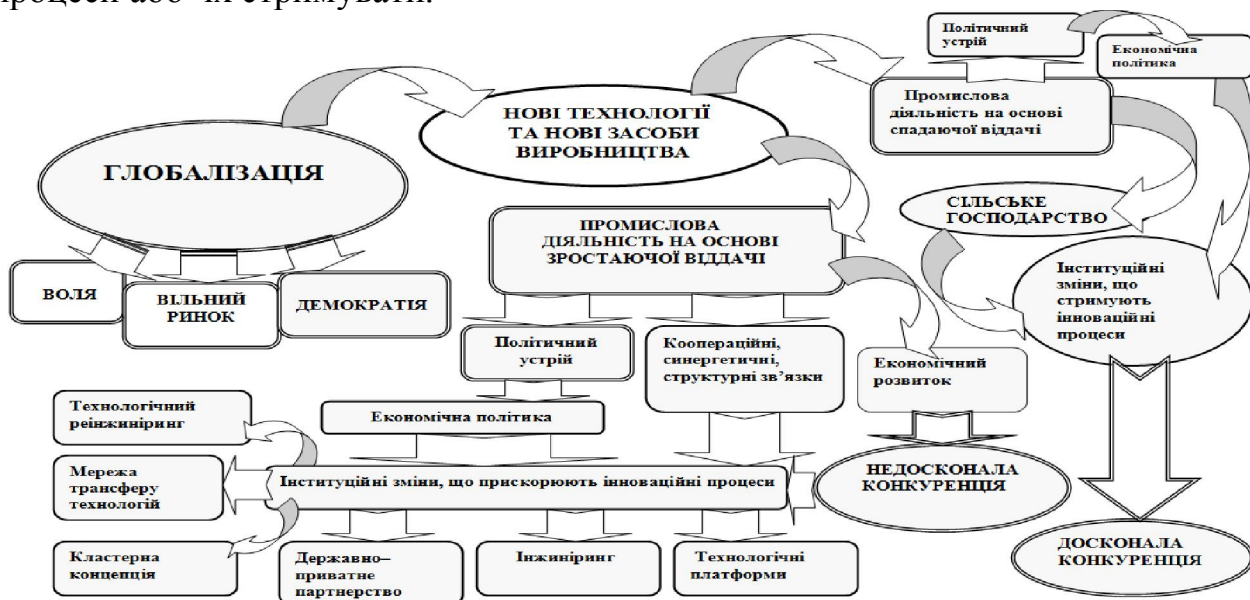 процеси або їх стримувати.
Політичний
устрій
Економічна
політика
НОВІ ТЕХНОЛОГІЇ
ТА НОВІ ЗАСОБИ
ВИРОБНИЦТВА
Промислова
діяльність на основі
спадаючої віддачі
ГЛОБАЛІЗАЦІЯ
СІЛЬСЬКЕ
ГОСПОДАРСТВО
ПРОМИСЛОВА
ДІЯЛЬНІСТЬ НА ОСНОВІ
ЗРОСТАЮЧОЇ ВІДДАЧІ
Інституційні
зміни, що
стримують
інноваційні
процеси
ВОЛЯ
ВІЛЬНИЙ
РИНОК
ДЕМОКРАТІЯ
Політичний
устрій
Коопераційні,
синергетичні,
структурні зв’язки
Економічний
розвиток
Технологічний
реінжиніринг
Економічна політика
Мережа
трансферу
технологій
Інституційні зміни, що прискорюють інноваційні процеси
НЕДОСКОНАЛА
КОНКУРЕНЦІЯ
Кластерна
концепція
Державно–
приватне
партнерство
Інжиніринг
Технологічні
платформи
ДОСКОНАЛА
КОНКУРЕНЦІЯ